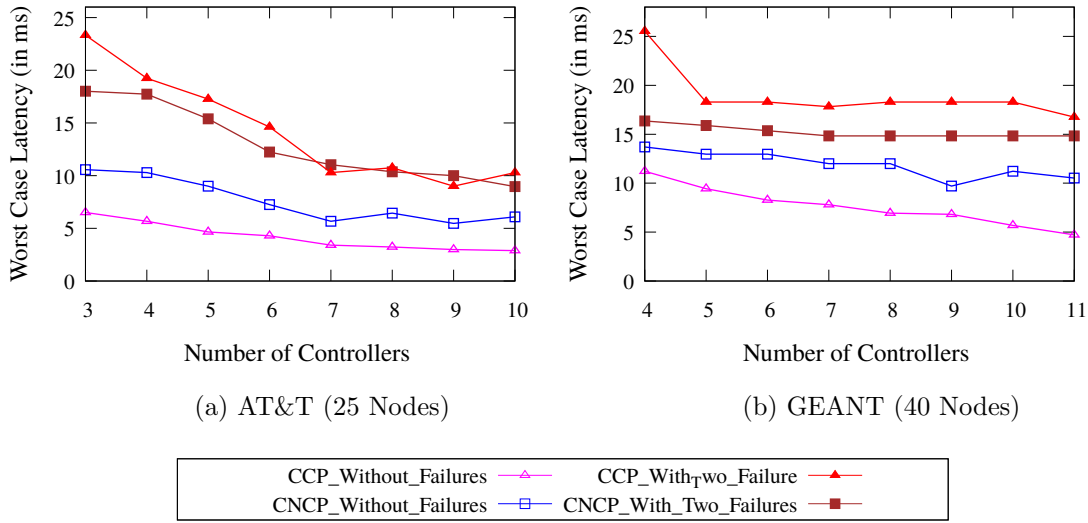 Worst Case Latency (in ms)
25
20
15
10
5
0
3 4 5 6 7 8 9 10
Number of Controllers
(a) AT&T (25 Nodes)
Worst Case Latency (in ms)
25
20
15
10
5
0
4 5 6 7 8 9 10 11
Number of Controllers
(b) GEANT (40 Nodes)
CCP_Without_Failures
CCP_WithTwo_Failure
CNCP_Without_Failures
CNCP_With_Two_Failures